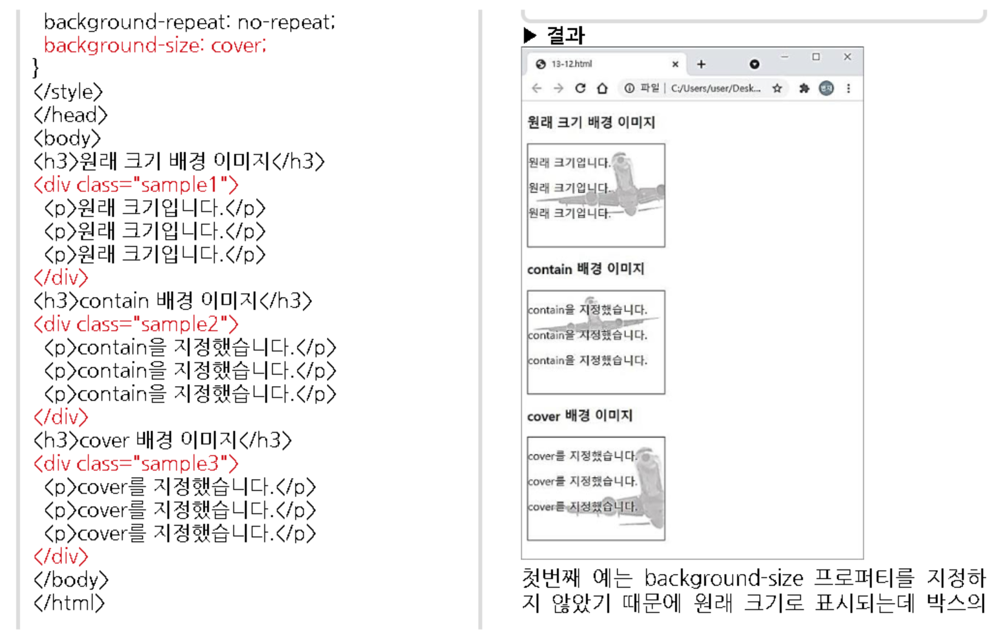 background-repeat: no-repeat;
background-size: cover;
}
</style>
</head>
<body>
<h3>원래 크기 배경 이미지</h3>
<div class="sample1">
<p>원래 크기입니다.</p>
<p>원래 크기입니다.</p>
<p>원래 크기입니다.</p>
</div>
<h3>contain 배경 이미지</h3>
<div class="sample2">
<p>contain을 지정했습니다.</p>
<p>contain을 지정했습니다.</p>
<p>contain을 지정했습니다.</p>
</div>
<h3>cover 배경 이미지</h3>
<div class="sample3">
<p>cover를 지정했습니다.</p>
<p>cover를 지정했습니다.</p>
<p>cover를 지정했습니다.</p>
</div>
</body>
</html>
▶ 결과
13-12.html
파일 | C:/Users/user/Desk...
원래 크기 배경 이미지
원래 크기입니다.
원래 크기입니다.
원래 크기입니다.
contain 배경 이미지
contain을 지정했습니다.
contain을 지정했습니다.
contain을 지정했습니다.
cover 배경 이미지
cover를 지정했습니다.
cover를 지정했습니다.
cover를 지정했습니다.
첫번째 예는 background-size 프로퍼티를 지정하
지 않았기 때문에 원래 크기로 표시되는데 박스의